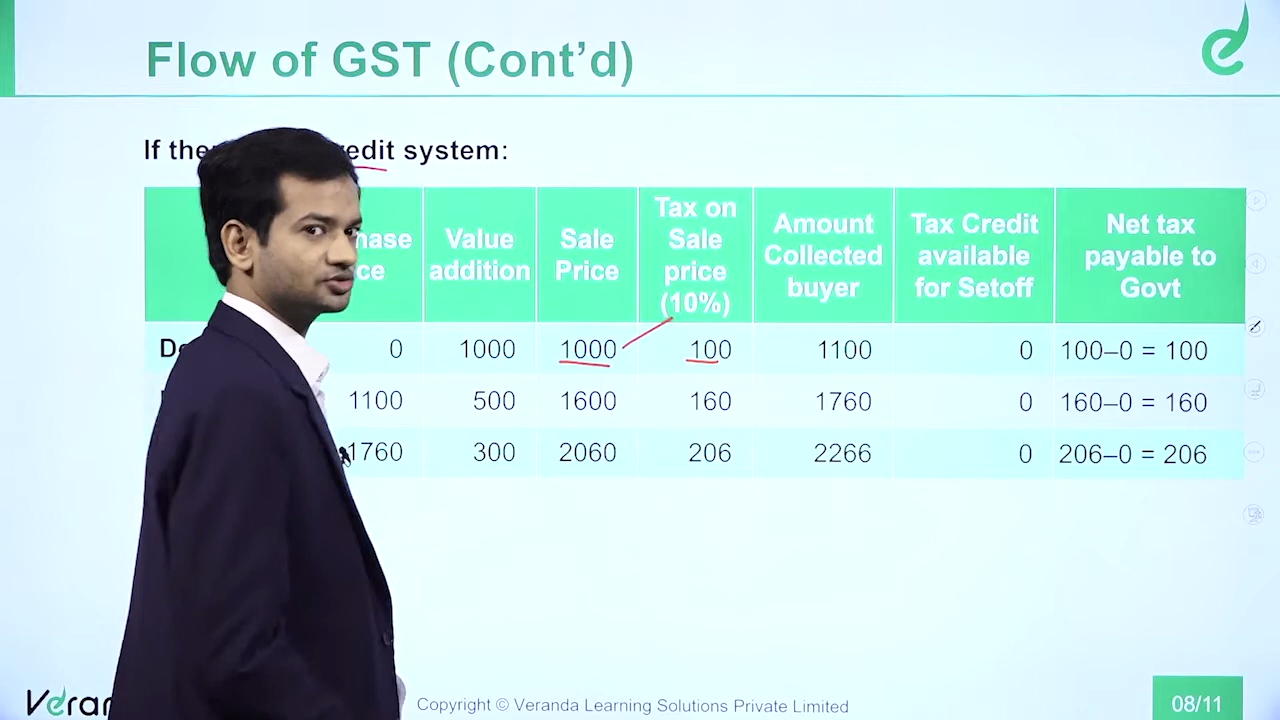 Flow of GST (Cont’d)
If edit system:
Value addition
Sale Price
Tax on Sale price (10%)
Amount Collected buyer
Tax Credit available for Setoff
Net tax payable to Govt
0 1000 1000 100 1100 0 100–0 = 100
1100 500 1600 160 1760 0 160–0 = 160
1760 300 2060 206 2266 0 206–0 = 206
Copyright © Veranda Learning Solutions Private Limited
08/11